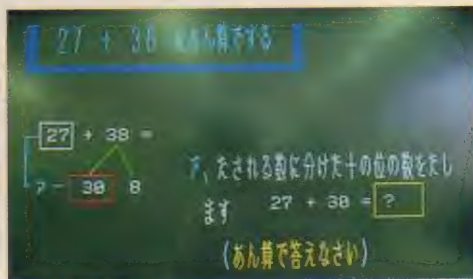 27 + 38 をあん算でする
27 + 38 =
ア- 30 8
ア、たされる数に分けた十の位の数をたし
ます 27 + 30 = ?
(あん算で答えなさい)